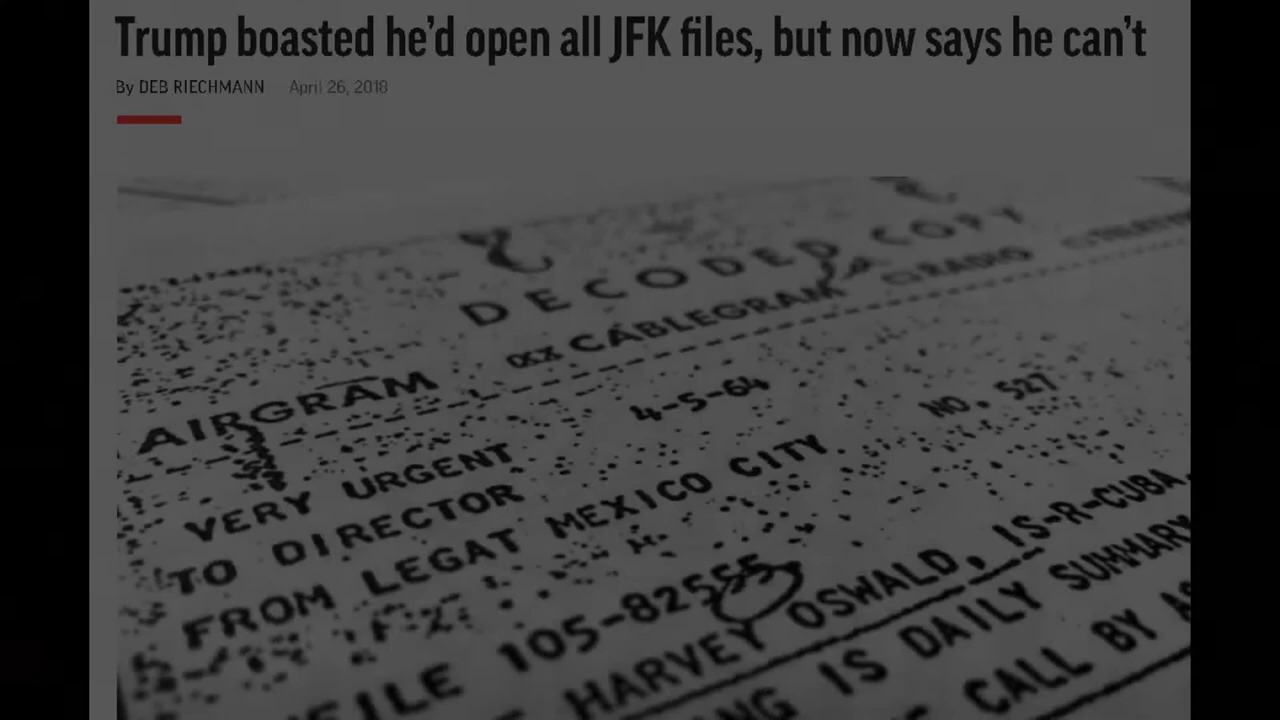 Trump boasted he'd open all JFK files, but now says he can't
By DEB RIECHMANN April 26, 2018
DECODED COPY
AIRGRAM CABLEGRAM RADIO
VERY URGENT 4-5-64 NO. 527
TO DIRECTOR
FROM LEGAT MEXICO CITY
FILE 105-82555
HARVEY OSWALD, IS-R-CUBA.
IS DAILY SUMMARY
CALL BY